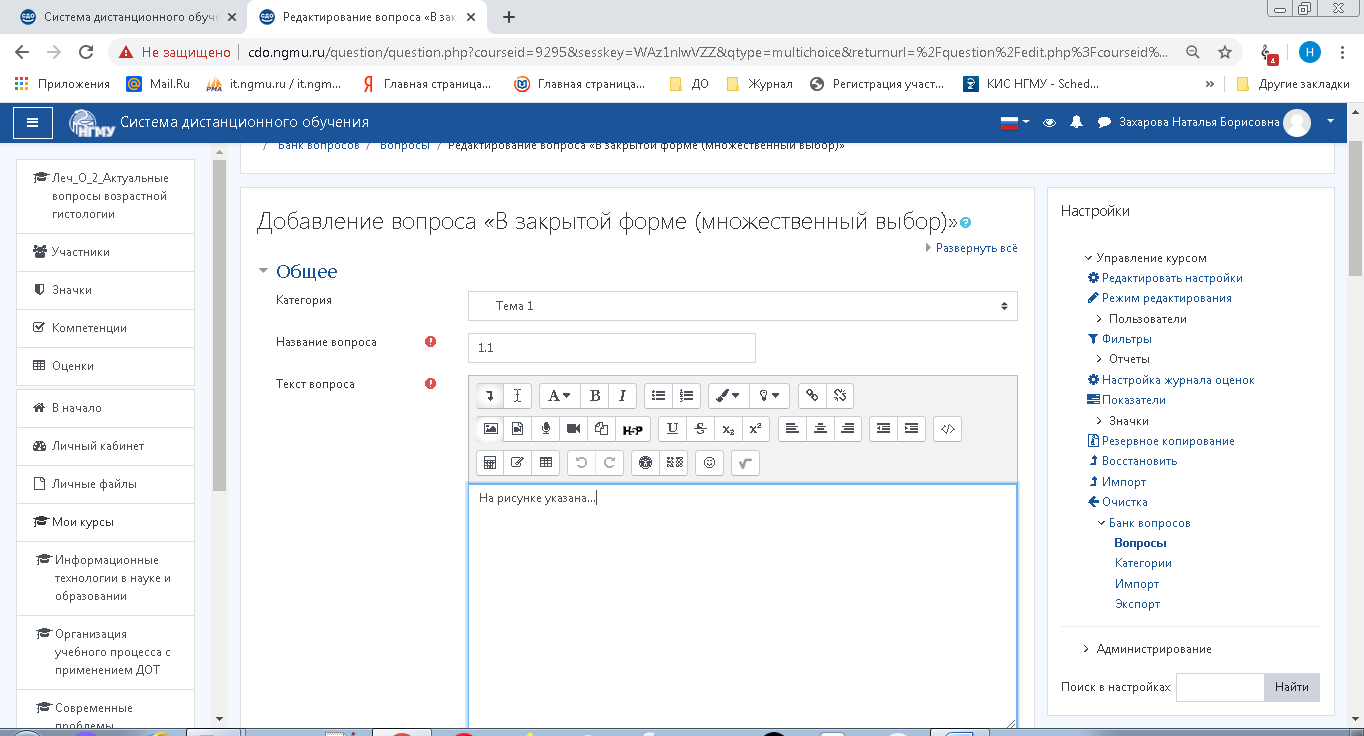 Система дистанционного обуче
Редактирование вопроса «В зак
Не защищено
cdo.ngmu.ru/question/question.php?courseid=9295&sesskey=WAz1nlwVZZ&qtype=multichoice&returnurl=%2Fquestion%2Fedit.php%3Fcourseid%...
4
Н
Приложения
Mail.Ru
it.ngmu.ru / it.ngm...
Главная страница...
Главная страница...
ДО
Журнал
Регистрация участ...
КИС НГМУ - Sched...
»
Другие закладки
НГМУ
Система дистанционного обучения
Захарова Наталья Борисовна
/ Банк вопросов / Вопросы / Редактирование вопроса «В закрытой форме (множественный выбор)»
Леч_О_2_Актуальные
вопросы возрастной
гистологии
Участники
Значки
Компетенции
Оценки
В начало
Личный кабинет
Личные файлы
Мои курсы
Информационные
технологии в науке и
образовании
Организация
учебного процесса с
применением ДОТ
Современные
проблемы
Добавление вопроса «В закрытой форме (множественный выбор)»
Развернуть всё
Общее
Категория
Тема 1
Название вопроса
1.1
Текст вопроса
A
B
I
H-P
U
S
x₂
x²
</>
На рисунке указана...
Настройки
Управление курсом
Редактировать настройки
Режим редактирования
Пользователи
Фильтры
Отчеты
Настройка журнала оценок
Показатели
Значки
Резервное копирование
Восстановить
Импорт
Очистка
Банк вопросов
Вопросы
Категории
Импорт
Экспорт
Администрирование
Поиск в настройках
Найти